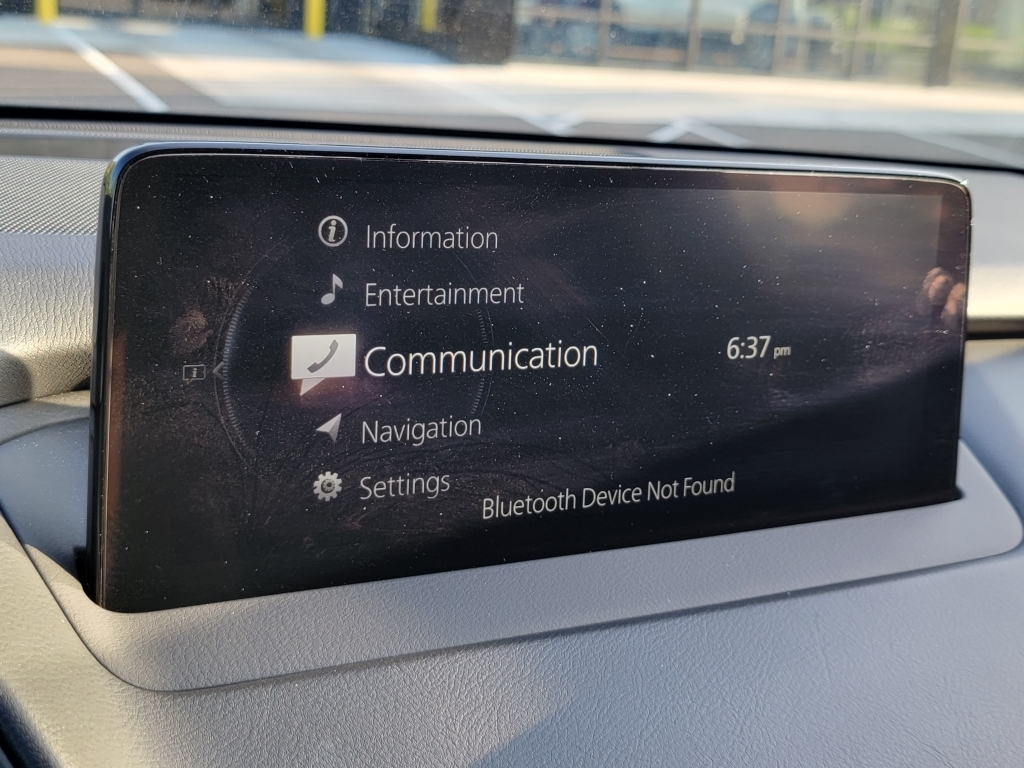 Information
Entertainment
Communication
6:37 pm
Navigation
Settings
Bluetooth Device Not Found